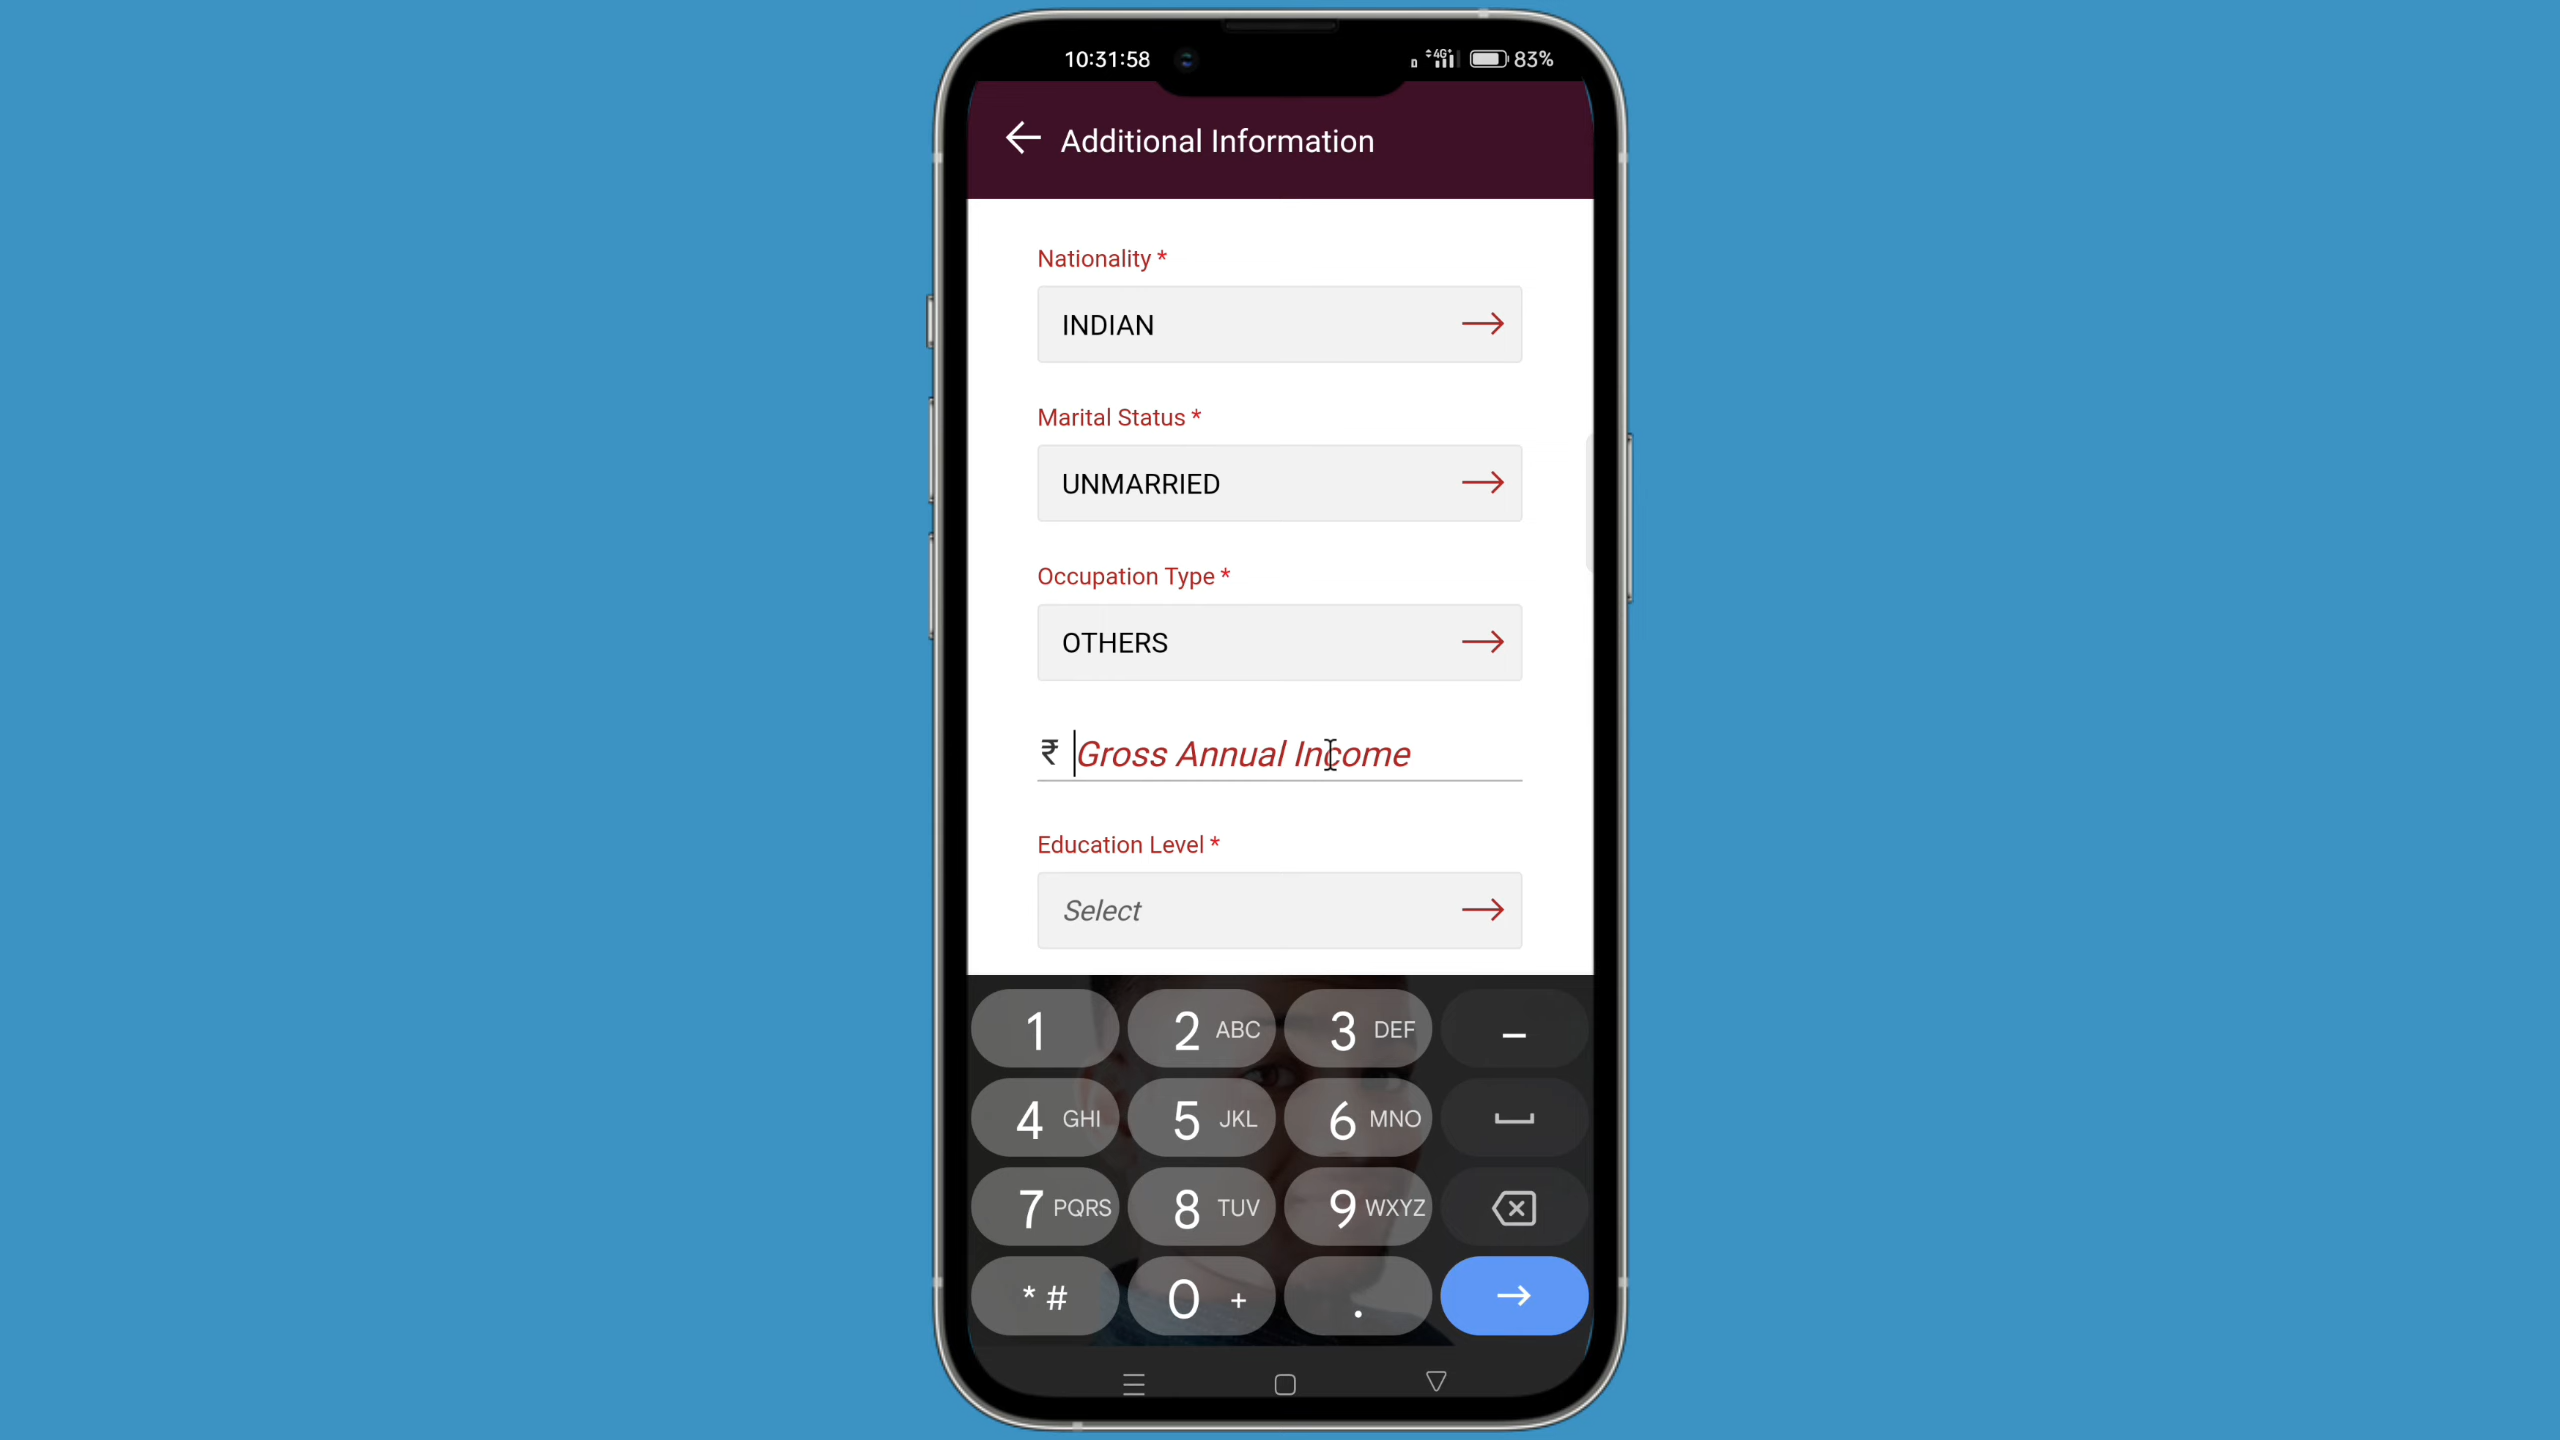 10:31:58 4G+ 83%
Additional Information
Nationality *
INDIAN
Marital Status *
UNMARRIED
Occupation Type *
OTHERS
₹ Gross Annual Income
Education Level *
Select
1 2 ABC 3 DEF –
4 GHI 5 JKL 6 MNO
7 PQRS 8 TUV 9 WXYZ
* # 0 + .